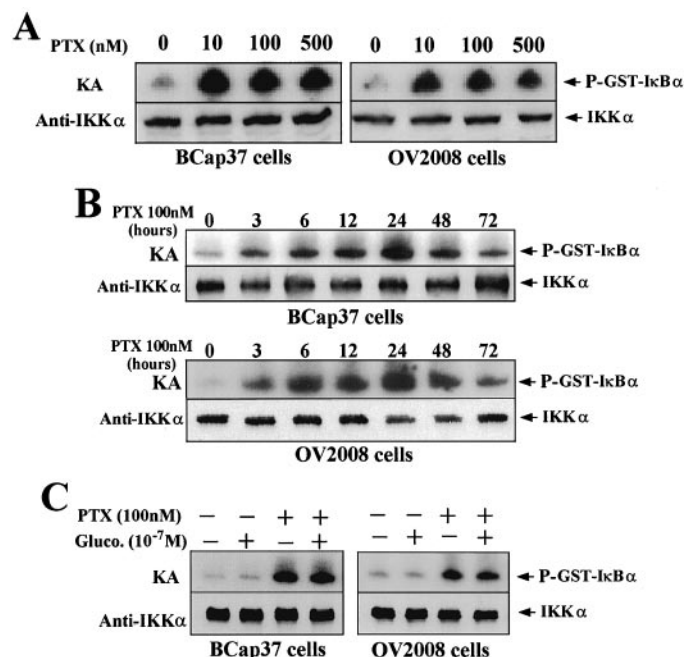 A
PTX (nM) 0 10 100 500 0 10 100 500
KA P-GST-IκBα
Anti-IKKα IKKα
BCap37 cells OV2008 cells
B
PTX 100nM (hours) 0 3 6 12 24 48 72
KA P-GST-IκBα
Anti-IKKα IKKα
BCap37 cells
PTX 100nM (hours) 0 3 6 12 24 48 72
KA P-GST-IκBα
Anti-IKKα IKKα
OV2008 cells
C
PTX (100nM) − − + + − − + +
Gluco. (10⁻⁷M) − + − + − + − +
KA P-GST-IκBα
Anti-IKKα IKKα
BCap37 cells OV2008 cells